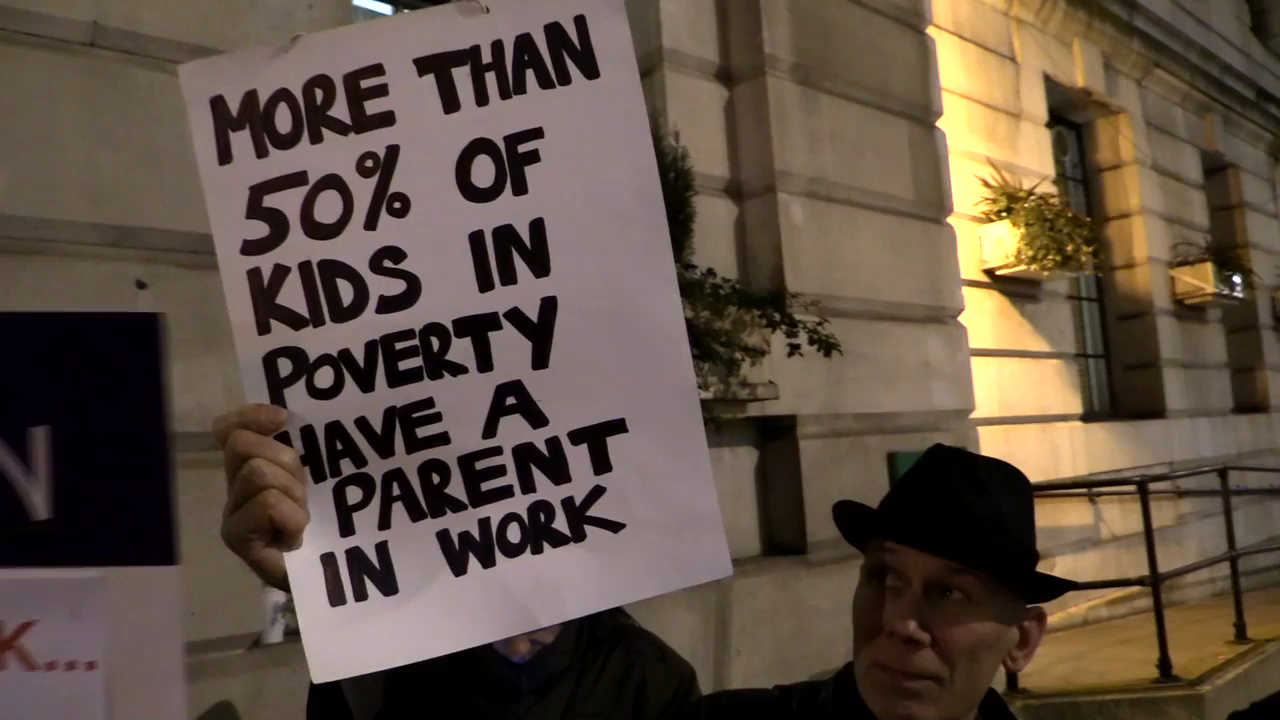 MORE THAN
50% OF
KIDS IN
POVERTY
HAVE A
PARENT
IN WORK
N
K...